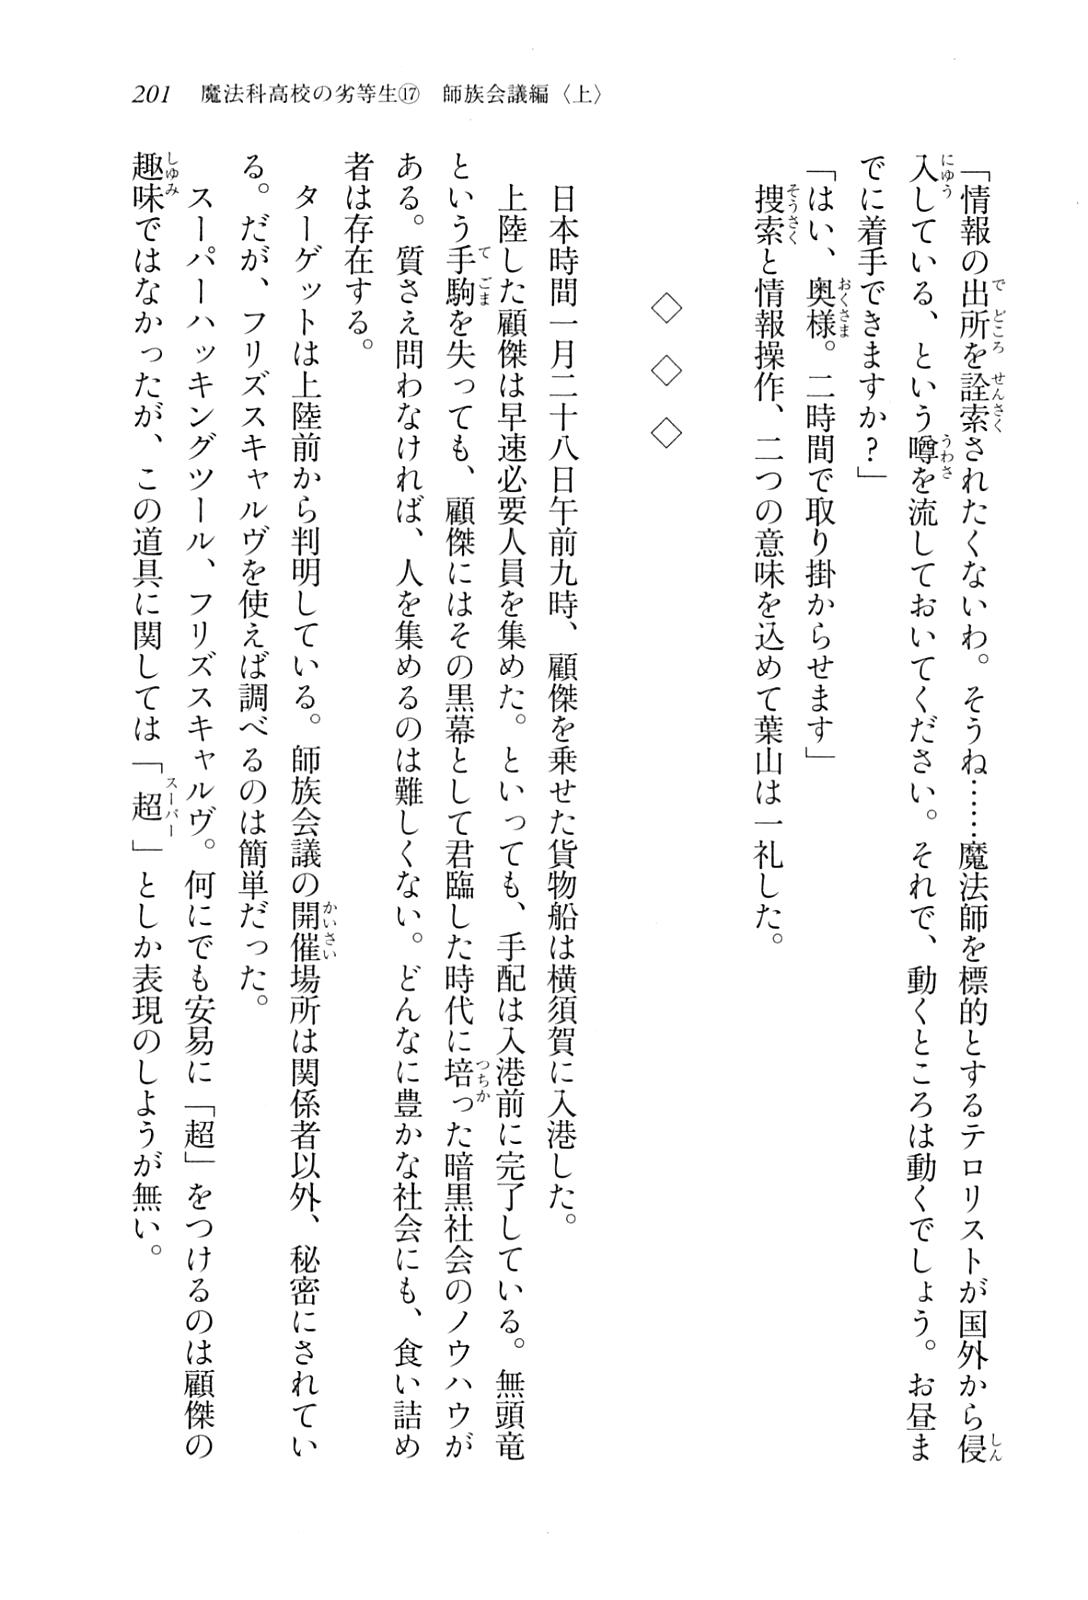 201　魔法科高校の劣等生⑰　師族会議編〈上〉
「情報の出所を詮索されたくないわ。そうね……魔法師を標的とするテロリストが国外から侵
入している、という噂を流しておいてください。それで、動くところは動くでしょう。お昼ま
でに着手できますか？」
「はい、奥様。二時間で取り掛からせます」
捜索と情報操作、二つの意味を込めて葉山は一礼した。
◇　◇　◇
日本時間一月二十八日午前九時、顧傑を乗せた貨物船は横須賀に入港した。
上陸した顧傑は早速必要人員を集めた。といっても、手配は入港前に完了している。無頭竜
という手駒を失っても、顧傑にはその黒幕として君臨した時代に培った暗黒社会のノウハウが
ある。質さえ問わなければ、人を集めるのは難しくない。どんなに豊かな社会にも、食い詰め
者は存在する。
ターゲットは上陸前から判明している。師族会議の開催場所は関係者以外、秘密にされてい
る。だが、フリズスキャルヴを使えば調べるのは簡単だった。
スーパーハッキングツール、フリズスキャルヴ。何にでも安易に「超」をつけるのは顧傑の
趣味ではなかったが、この道具に関しては「超」としか表現のしようが無い。